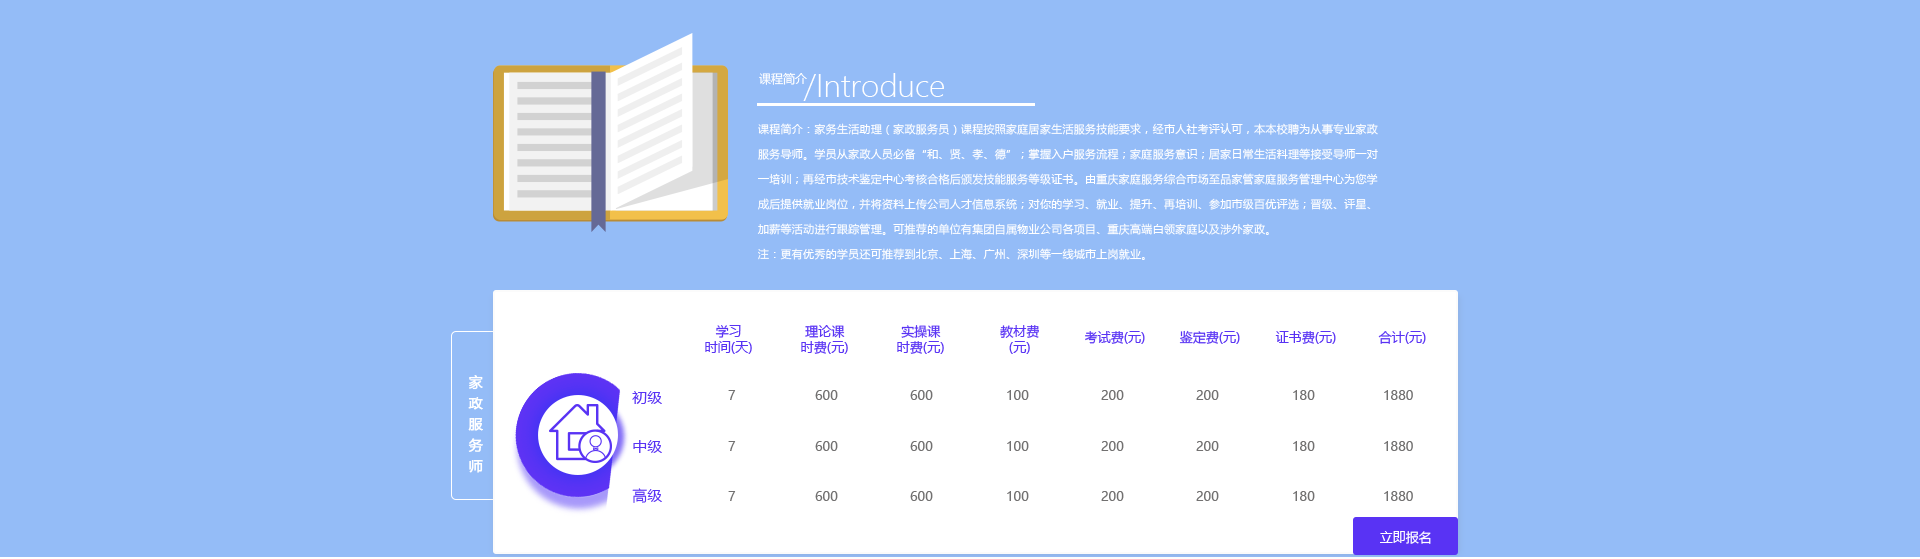 课程简介/Introduce
课程简介：家务生活助理（家政服务员）课程按照家庭居家生活服务技能要求，经市人社考评认可，本本校聘为从事专业家政
服务导师。学员从家政人员必备“和、贤、孝、德”；掌握入户服务流程；家庭服务意识；居家日常生活料理等接受导师一对
一培训；再经市技术鉴定中心考核合格后颁发技能服务等级证书。由重庆家庭服务综合市场至品家管家庭服务管理中心为您学
成后提供就业岗位，并将资料上传公司人才信息系统；对你的学习、就业、提升、再培训、参加市级百优评选；晋级、评星、
加薪等活动进行跟踪管理。可推荐的单位有集团自属物业公司各项目、重庆高端白领家庭以及涉外家政。
注：更有优秀的学员还可推荐到北京、上海、广州、深圳等一线城市上岗就业。
家政服务师
学习 理论课 实操课 教材费 考试费(元) 鉴定费(元) 证书费(元) 合计(元)
时间(天) 时费(元) 时费(元) (元)
初级 7 600 600 100 200 200 180 1880
中级 7 600 600 100 200 200 180 1880
高级 7 600 600 100 200 200 180 1880
立即报名